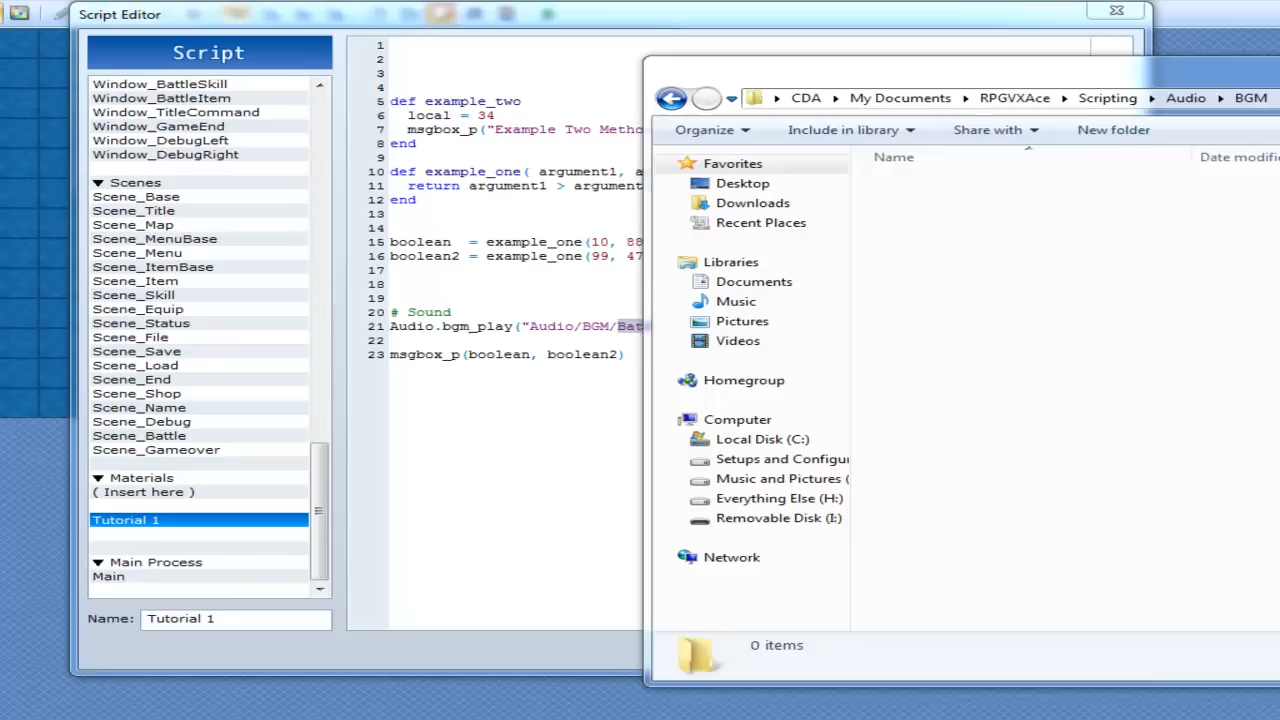 Script Editor
Script
Window_BattleSkill
Window_BattleItem
Window_TitleCommand
Window_GameEnd
Window_DebugLeft
Window_DebugRight
▼ Scenes
Scene_Base
Scene_Title
Scene_Map
Scene_MenuBase
Scene_Menu
Scene_ItemBase
Scene_Item
Scene_Skill
Scene_Equip
Scene_Status
Scene_File
Scene_Save
Scene_Load
Scene_End
Scene_Shop
Scene_Name
Scene_Debug
Scene_Battle
Scene_Gameover
▼ Materials
( Insert here )
Tutorial 1
▼ Main Process
Main
Name: Tutorial 1
1
2
3
4
5 def example_two
6 local = 34
7 msgbox_p("Example Two Metho
8 end
9
10 def example_one( argument1, a
11 return argument1 > argument
12 end
13
14
15 boolean = example_one(10, 88
16 boolean2 = example_one(99, 47
17
18
19
20 # Sound
21 Audio.bgm_play("Audio/BGM/Bat
22
23 msgbox_p(boolean, boolean2)
CDA ▸ My Documents ▸ RPGVXAce ▸ Scripting ▸ Audio ▸ BGM
Organize Include in library Share with New folder
Name Date modifi
Favorites
Desktop
Downloads
Recent Places
Libraries
Documents
Music
Pictures
Videos
Homegroup
Computer
Local Disk (C:)
Setups and Configu
Music and Pictures (
Everything Else (H:)
Removable Disk (I:)
Network
0 items